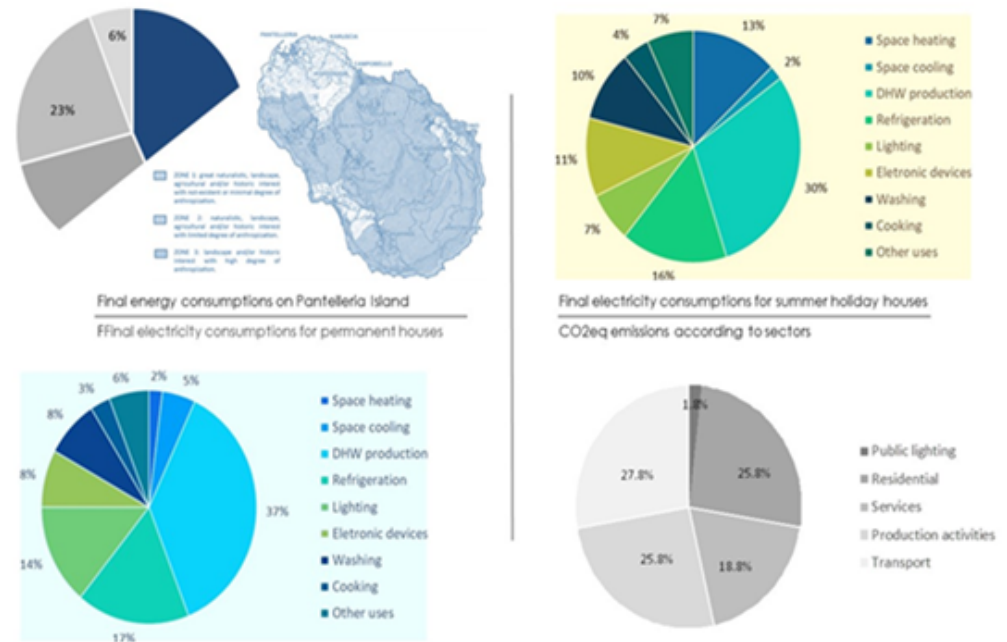 6%
23%
PANTELLERIA
ZONE 1: great naturalistic, landscape,
agricultural and/or historic interest
with not-existent or minimal degree of
anthropization.
ZONE 2: naturalistic, landscape,
agricultural and/or historic interest
with limited degree of anthropization.
ZONE 3: landscape and/or historic
interest with high degree of
anthropization.
7%
13%
4%
2%
10%
11%
30%
7%
16%
Space heating
Space cooling
DHW production
Refrigeration
Lighting
Eletronic devices
Washing
Cooking
Other uses
Final energy consumptions on Pantelleria Island
FFinal electricity consumptions for permanent houses
Final electricity consumptions for summer holiday houses
CO2eq emissions according to sectors
6%
2%
5%
3%
8%
8%
37%
14%
17%
Space heating
Space cooling
DHW production
Refrigeration
Lighting
Eletronic devices
Washing
Cooking
Other uses
1.8%
27.8%
25.8%
25.8%
18.8%
Public lighting
Residential
Services
Production activities
Transport